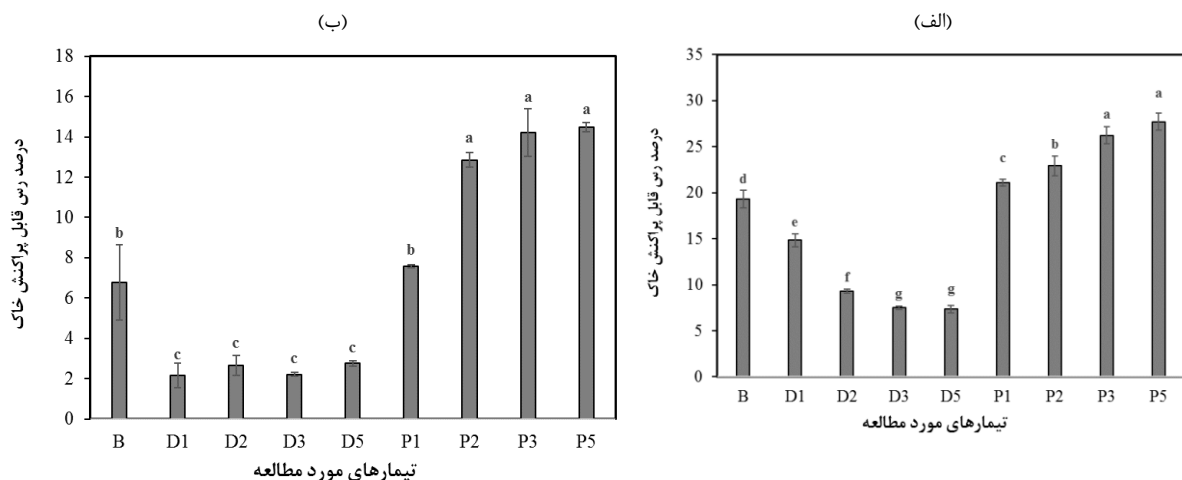 (الف)
35
30
25
20
15
10
5
0
درصد رس قابل پراکنش خاک
d
e
f
g
g
c
b
a
a
B D1 D2 D3 D5 P1 P2 P3 P5
تیمارهای مورد مطالعه
(ب)
18
16
14
12
10
8
6
4
2
0
درصد رس قابل پراکنش خاک
b
c
c
c
c
b
a
a
a
B D1 D2 D3 D5 P1 P2 P3 P5
تیمارهای مورد مطالعه